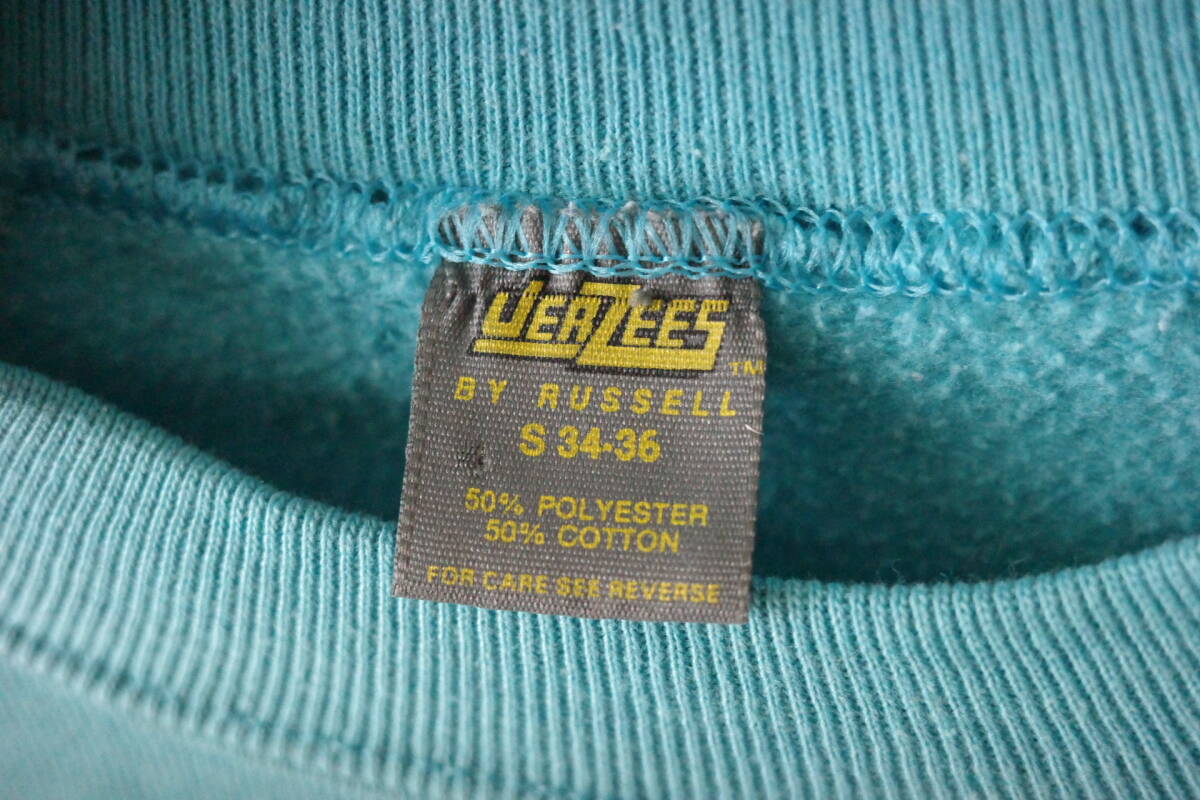 JERZEES
TM
BY RUSSELL
S 34-36
50% POLYESTER
50% COTTON
FOR CARE SEE REVERSE